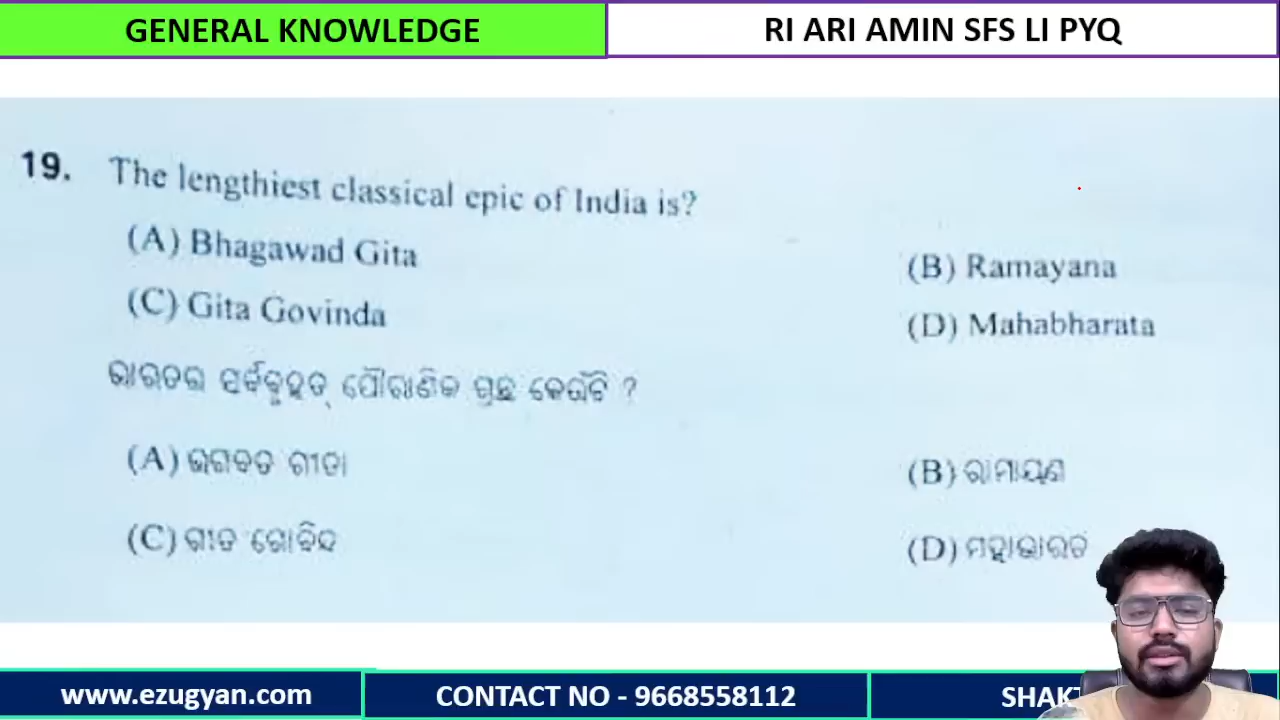 GENERAL KNOWLEDGE
RI ARI AMIN SFS LI PYQ
19. The lengthiest classical epic of India is?
(A) Bhagawad Gita
(B) Ramayana
(C) Gita Govinda
(D) Mahabharata
ଭାରତର ସର୍ବବୃହତ୍ ପୌରାଣିକ ଗ୍ରନ୍ଥ କେଉଁଟି ?
(A) ଭଗବତ ଗୀତା
(B) ରାମାୟଣ
(C) ଗୀତ ଗୋବିନ୍ଦ
(D) ମହାଭାରତ
www.ezugyan.com
CONTACT NO - 9668558112